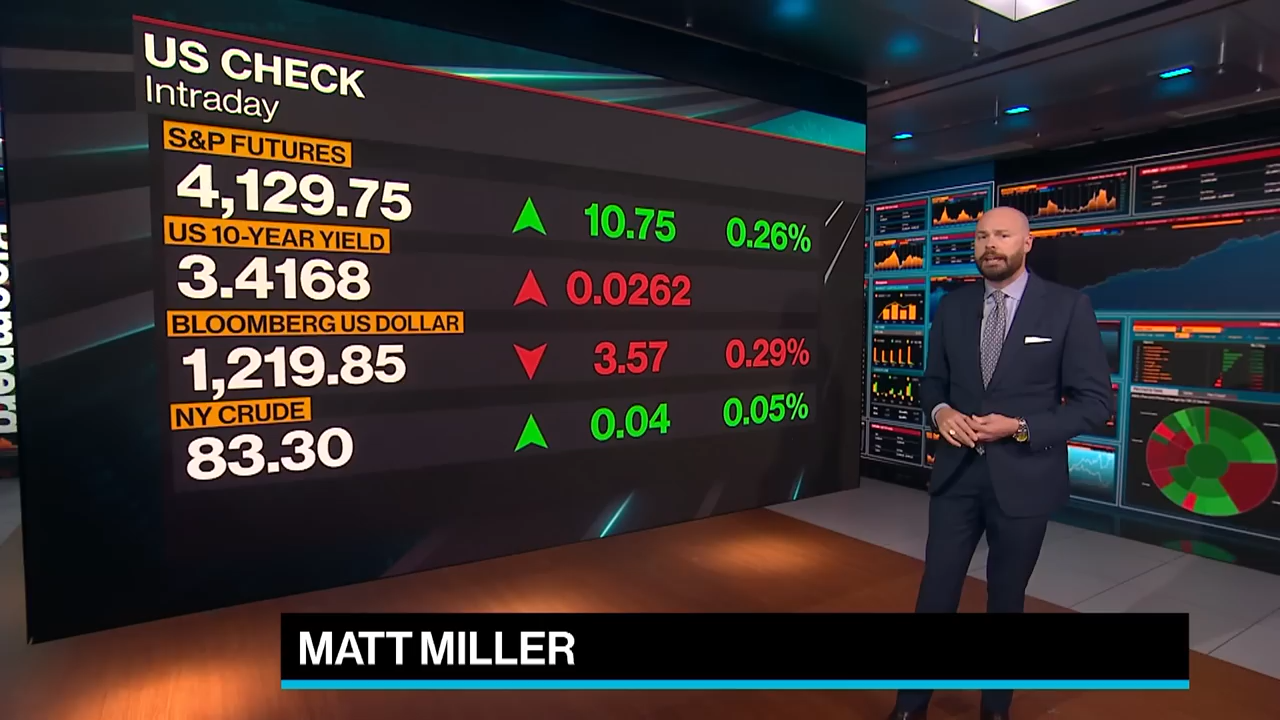 US CHECK
Intraday
S&P FUTURES
4,129.75 10.75 0.26%
US 10-YEAR YIELD
3.4168 0.0262
BLOOMBERG US DOLLAR
1,219.85 3.57 0.29%
NY CRUDE
83.30 0.04 0.05%
Bloomberg
MATT MILLER